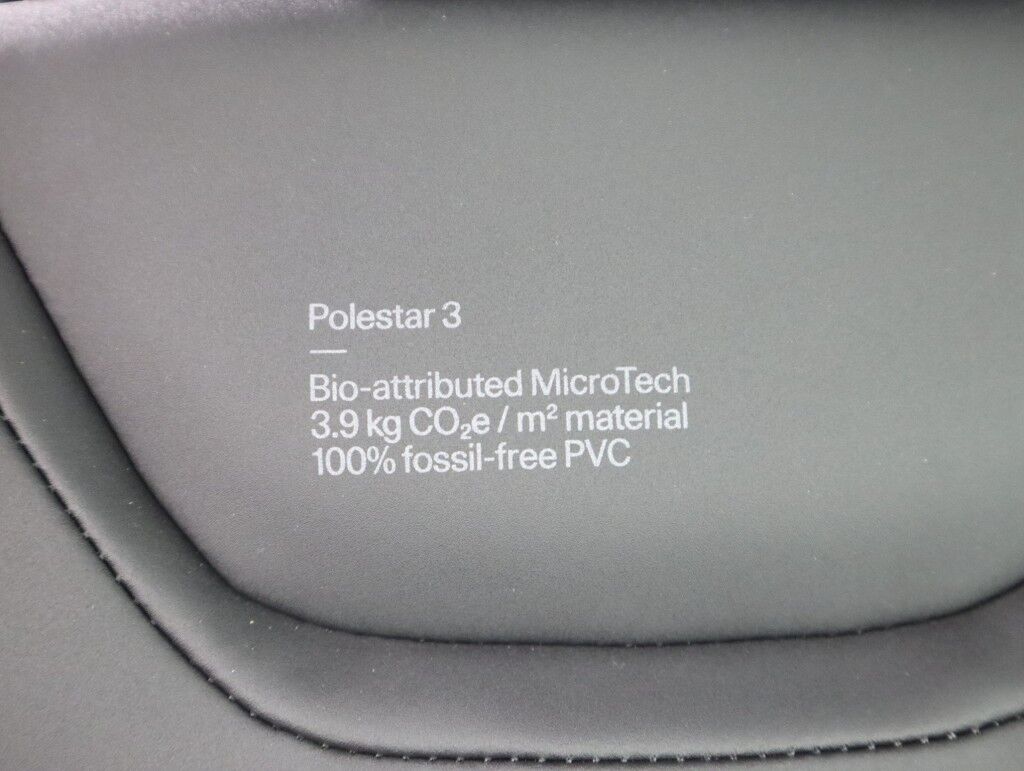 Polestar 3
Bio-attributed MicroTech
3.9 kg CO₂e / m² material
100% fossil-free PVC